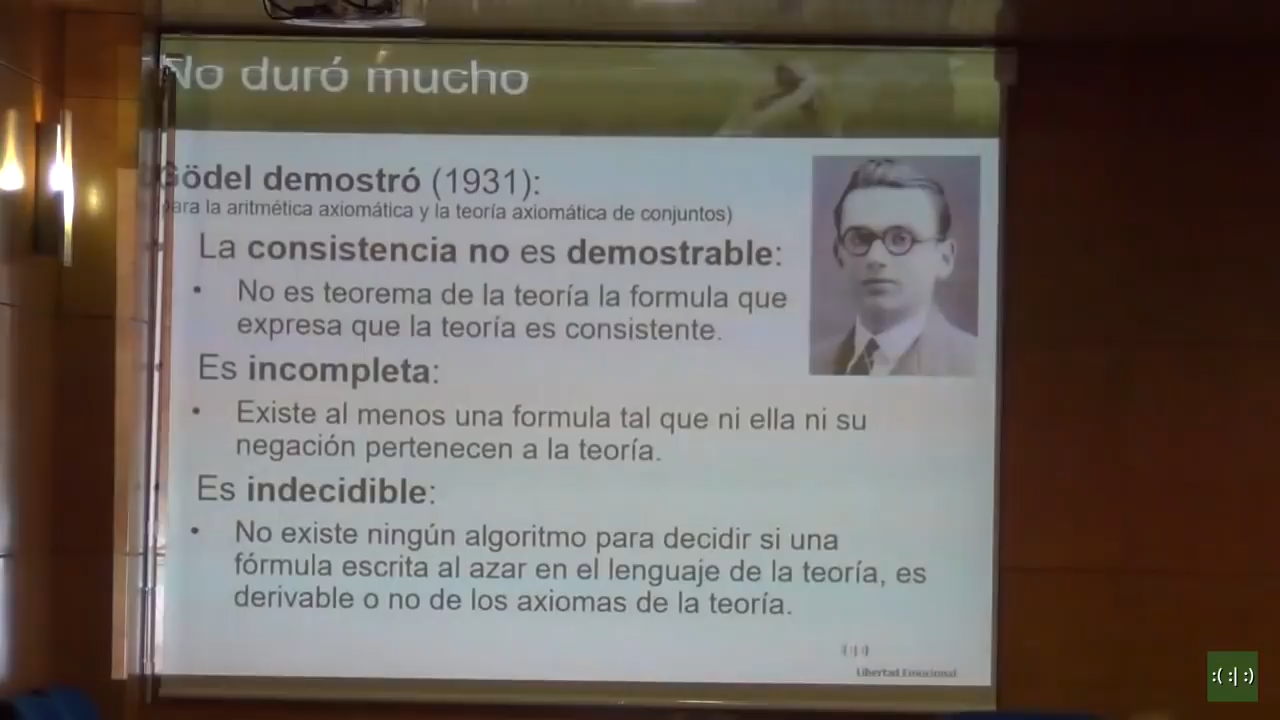 No duró mucho
Gödel demostró (1931):
para la aritmética axiomática y la teoría axiomática de conjuntos)
La consistencia no es demostrable:
• No es teorema de la teoría la formula que
expresa que la teoría es consistente.
Es incompleta:
• Existe al menos una formula tal que ni ella ni su
negación pertenecen a la teoría.
Es indecidible:
• No existe ningún algoritmo para decidir si una
fórmula escrita al azar en el lenguaje de la teoría, es
derivable o no de los axiomas de la teoría.
:( :| :)
Libertad Emocional
:( :| :)